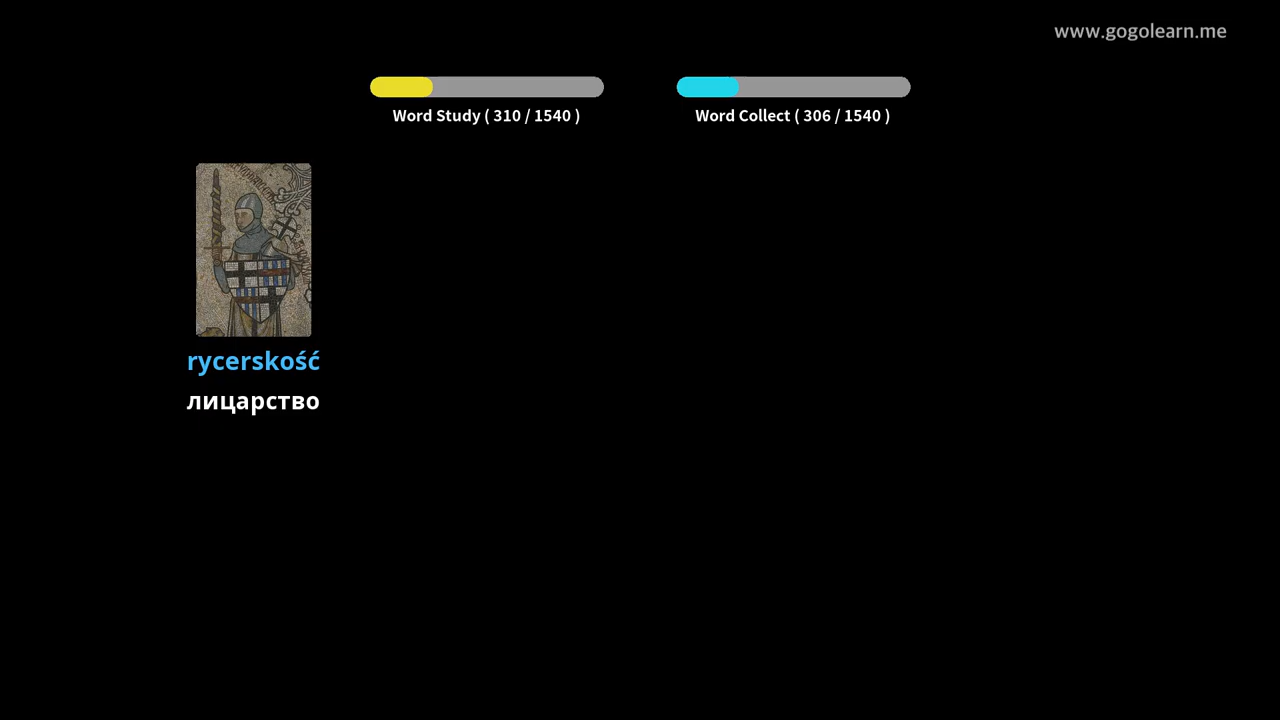 www.gogolearn.me
Word Study ( 310 / 1540 )
Word Collect ( 306 / 1540 )
rycerskość
лицарство